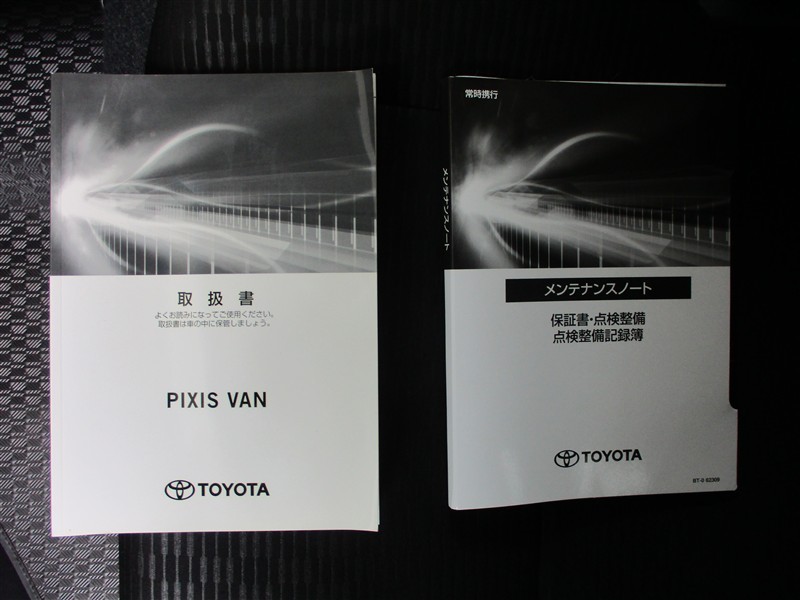 取扱書
よくお読みになってご使用ください。
取扱書は車の中に保管しましょう。
PIXIS VAN
TOYOTA
常時携行
メンテナンスノート
メンテナンスノート
保証書・点検整備
点検整備記録簿
TOYOTA